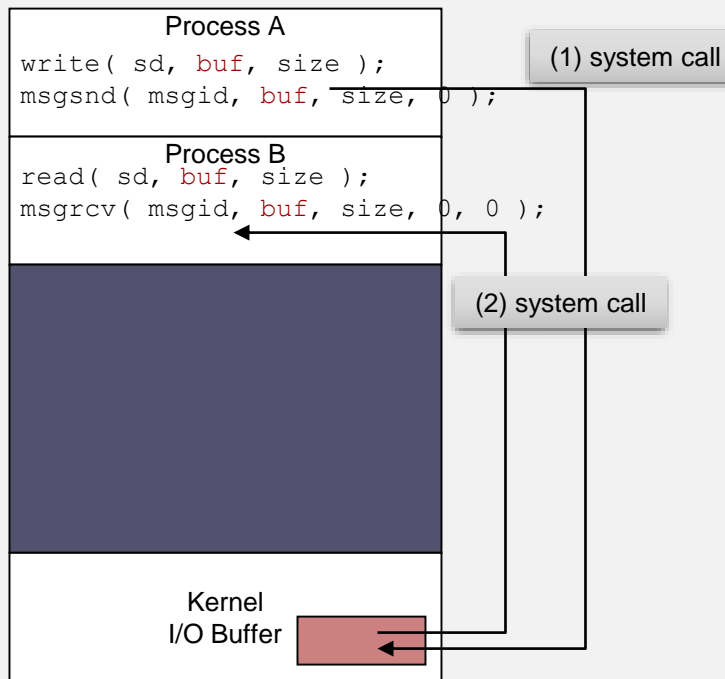 Process A
write( sd, buf, size );
(1) system call
msgsnd( msgid, buf, size, 0 );
Process B
read( sd, buf, size );
msgrcv( msgid, buf, size, 0, 0 );
(2) system call
Kernel
I/O Buffer